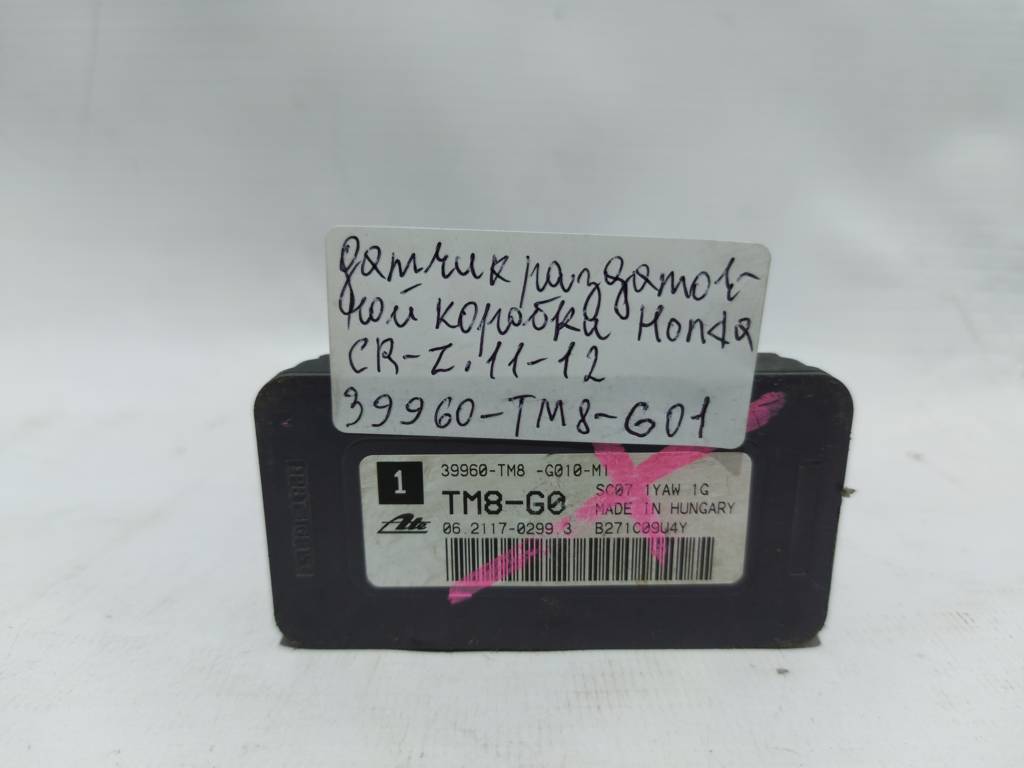 датчик раздаточ-
ной коробка Honda
CR-Z. 11-12
39960-TM8-G01
1
39960-TM8 -G010-M1
TM8-G0
SC07 1YAW 1G
MADE IN HUNGARY
Ate
06.2117-0299.3 B271C09U4Y